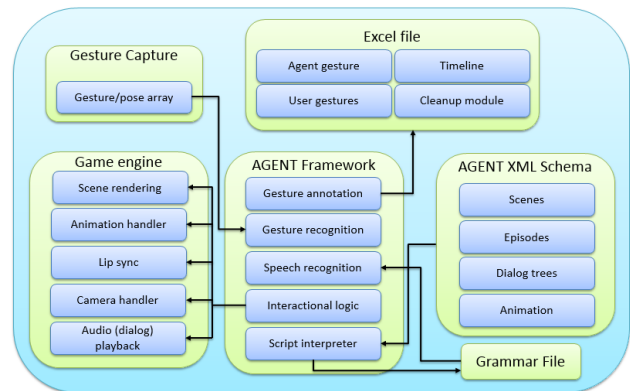 Gesture Capture
Gesture/pose array
Excel file
Agent gesture
Timeline
User gestures
Cleanup module
Game engine
Scene rendering
Animation handler
Lip sync
Camera handler
Audio (dialog)
playback
AGENT Framework
Gesture annotation
Gesture recognition
Speech recognition
Interactional logic
Script interpreter
AGENT XML Schema
Scenes
Episodes
Dialog trees
Animation
Grammar File